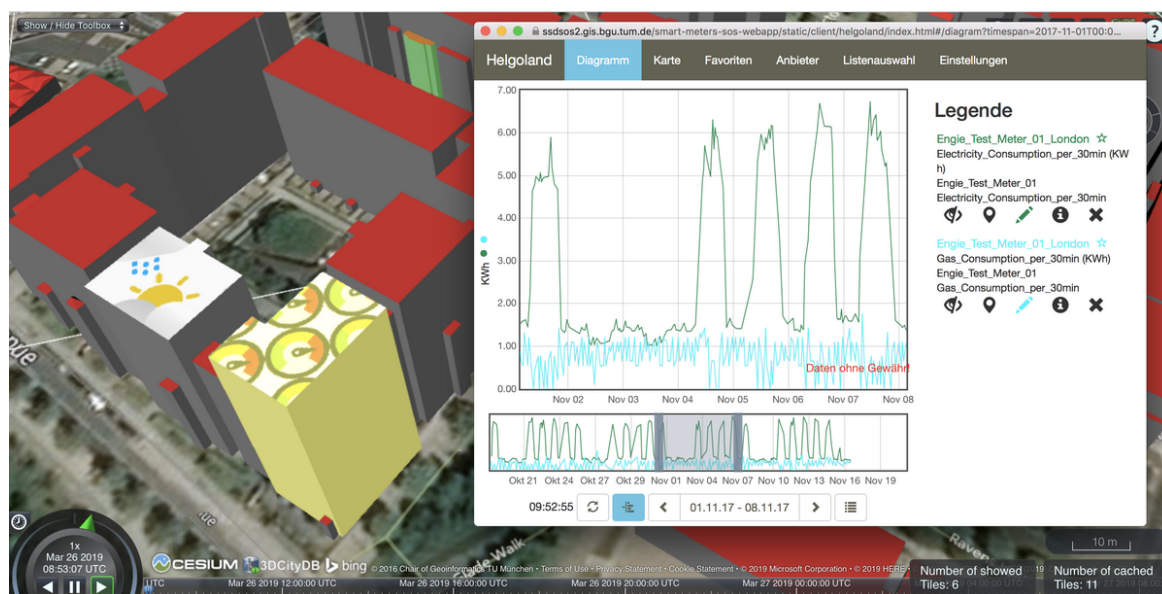 Show / Hide Toolbox
ssdsos2.gis.bgu.tum.de/smart-meters-sos-webapp/static/client/helgoland/index.html#/diagram?timespan=2017-11-01T00:0...
?
Helgoland Diagramm Karte Favoriten Anbieter Listenauswahl Einstellungen
7.00
6.00
5.00
4.00
3.00
2.00
1.00
0.00
KWh
Daten ohne Gewähr!
Nov 02 Nov 03 Nov 04 Nov 05 Nov 06 Nov 07 Nov 08
Legende
Engie_Test_Meter_01_London
Electricity_Consumption_per_30min (KW
h)
Engie_Test_Meter_01
Electricity_Consumption_per_30min
Engie_Test_Meter_01_London
Gas_Consumption_per_30min (KWh)
Engie_Test_Meter_01
Gas_Consumption_per_30min
Okt 21 Okt 24 Okt 27 Okt 29 Nov 01 Nov 04 Nov 07 Nov 10 Nov 13 Nov 16 Nov 19
09:52:55 01.11.17 - 08.11.17
1x
Mar 26 2019
08:53:07 UTC
CESIUM 3DCityDB bing © 2016 Chair of Geoinformatics TU München • Terms of Use • Privacy Statement • Cookie Statement • © 2019 Microsoft Corporation • © 2019 HERE
Walk
10 m
Number of showed
Tiles: 6
Number of cached
Tiles: 11
UTC Mar 26 2019 12:00:00 UTC Mar 26 2019 16:00:00 UTC Mar 26 2019 20:00:00 UTC Mar 27 2019 00:00:00 UTC